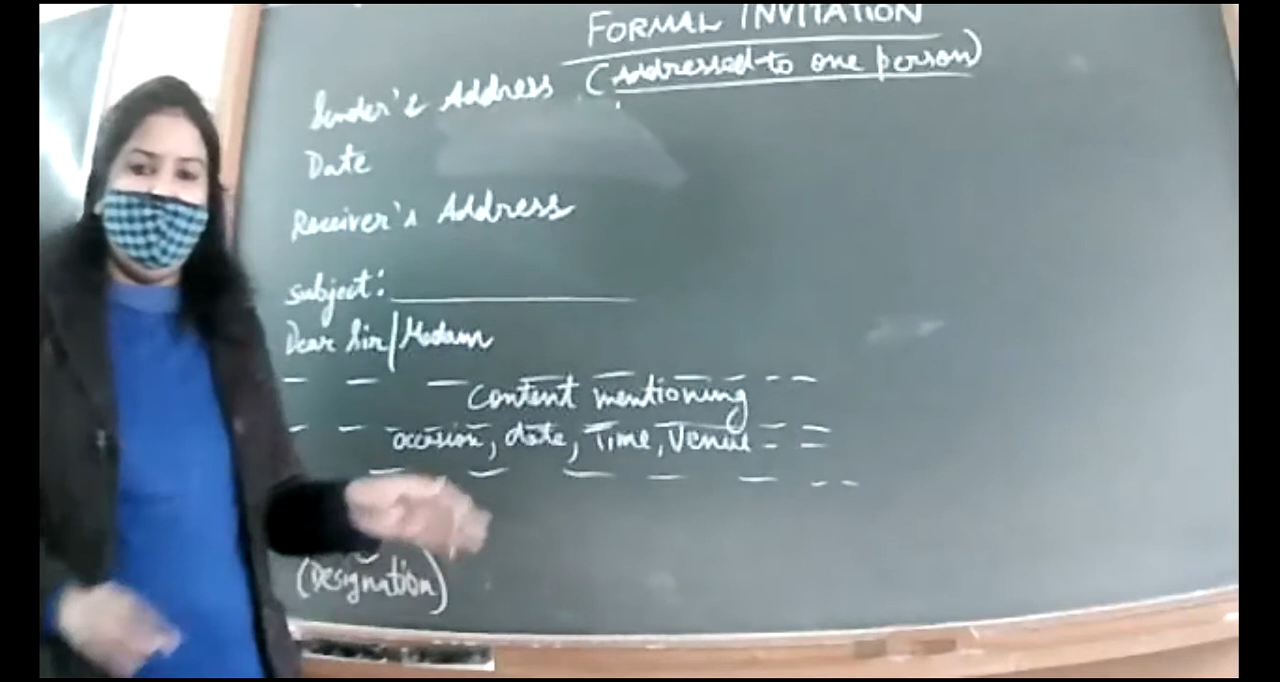 FORMAL INVITATION
(Addressed to one person)
Sender's Address
Date
Receiver's Address
Subject:
Dear Sir/Madam
Content mentioning
occasion, date, Time, Venue
(Designation)